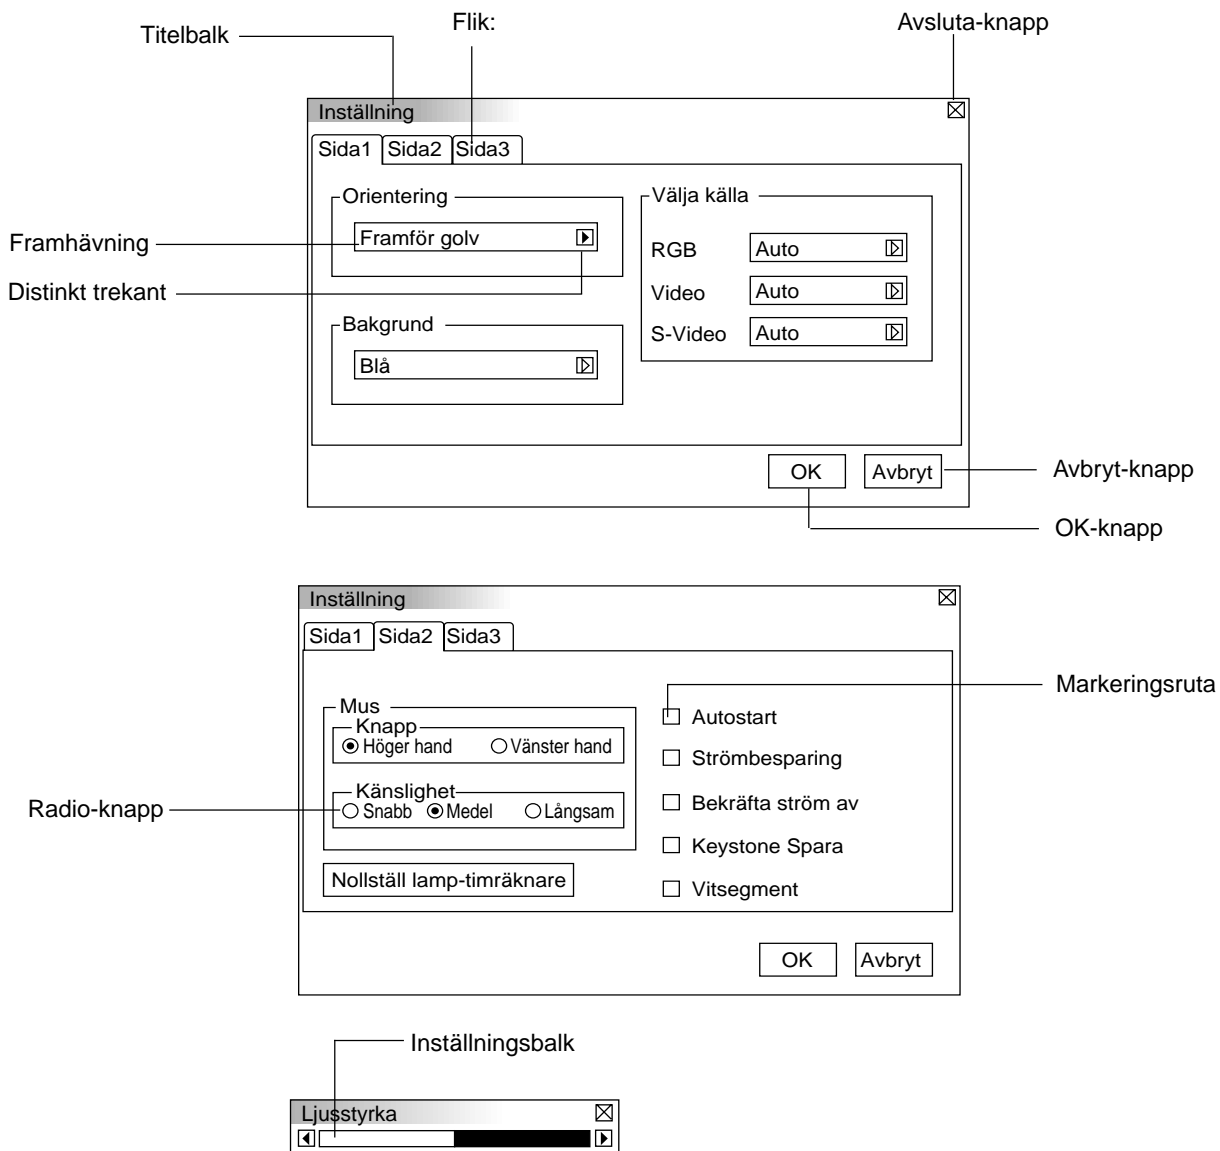 Titelbalk
Flik:
Avsluta-knapp
Inställning
Sida1 Sida2 Sida3
Orientering
Framför golv
Framhävning
Distinkt trekant
Bakgrund
Blå
Välja källa
RGB Auto
Video Auto
S-Video Auto
OK Avbryt
Avbryt-knapp
OK-knapp
Inställning
Sida1 Sida2 Sida3
Mus
Knapp
Höger hand Vänster hand
Känslighet
Snabb Medel Långsam
Radio-knapp
Nollställ lamp-timräknare
Markeringsruta
Autostart
Strömbesparing
Bekräfta ström av
Keystone Spara
Vitsegment
OK Avbryt
Inställningsbalk
Ljusstyrka